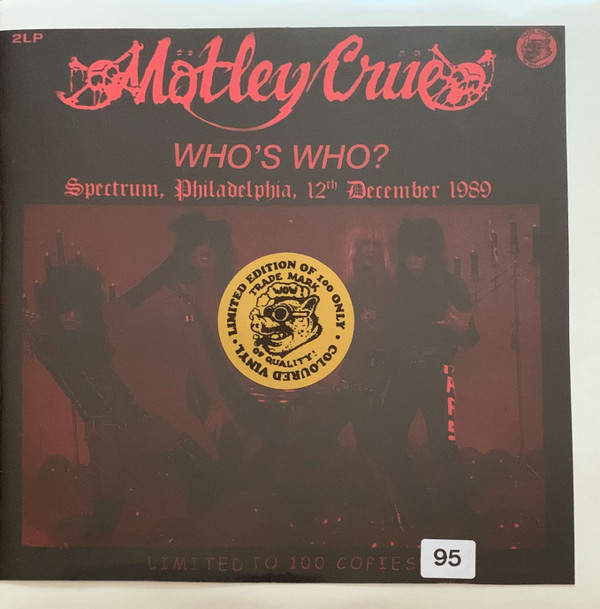 2LP
Mötley Crüe
WHO'S WHO?
Spectrum, Philadelphia, 12th December 1989
LIMITED EDITION OF 100 ONLY • COLOURED VINYL •
TRADE MARK
WOW
OF QUALITY!
LIMITED TO 100 COPIES
95